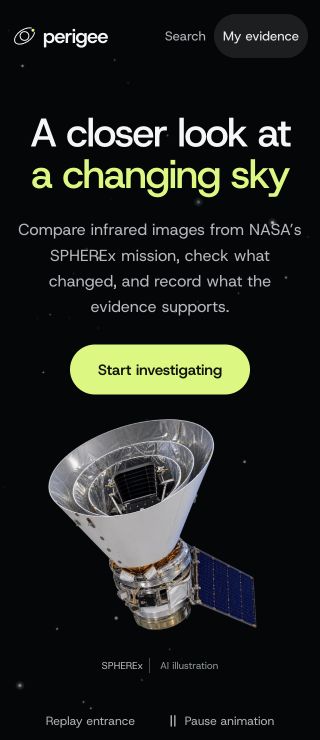 perigee
Search
My evidence
A closer look at
a changing sky
Compare infrared images from NASA's
SPHEREx mission, check what
changed, and record what the
evidence supports.
Start investigating
SPHEREx | AI illustration
Replay entrance
Pause animation